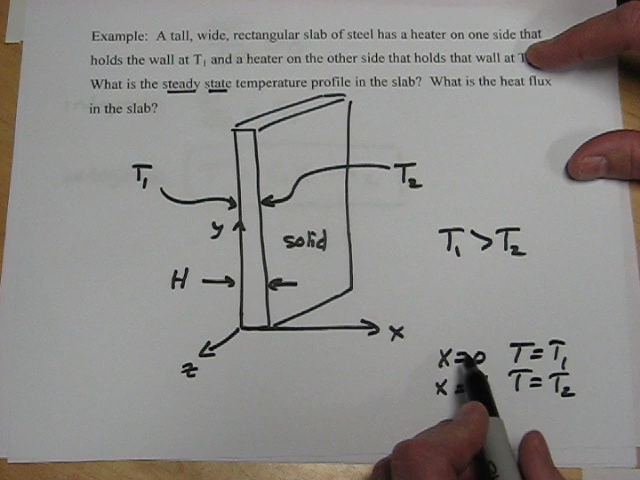 Example: A tall, wide, rectangular slab of steel has a heater on one side that
holds the wall at T₁ and a heater on the other side that holds that wall at
What is the steady state temperature profile in the slab? What is the heat flux
in the slab?
T₁
T₂
y
solid
T₁ > T₂
H
x
z
x=0 T=T₁
x = T=T₂